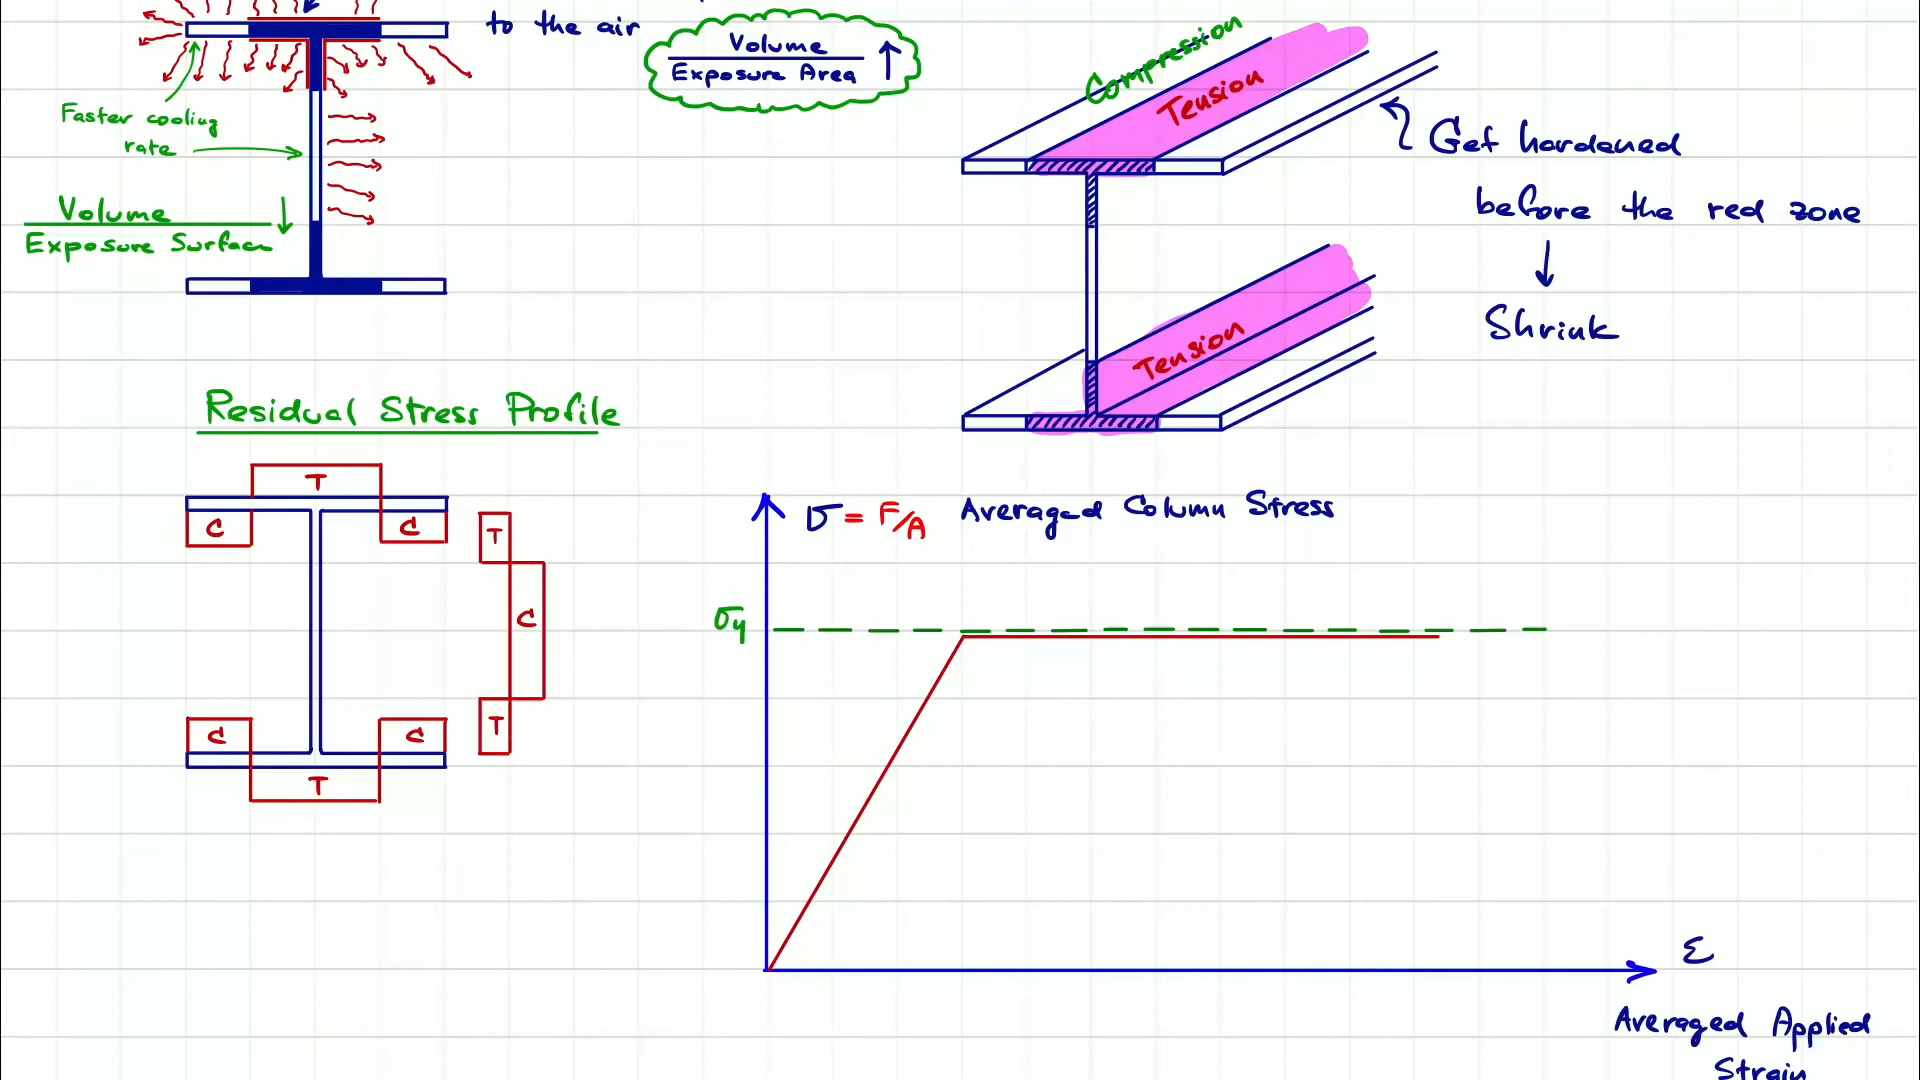 to the air
Volume
Exposure Area
Faster cooling
rate
Volume
Exposure Surface
Compression
Tension
Get hardened
before the red zone
Shrink
Tension
Residual Stress Profile
T
C
C
T
C
T
C
C
T
σ = F/A Averaged Column Stress
σy
ε
Averaged Applied
Strain